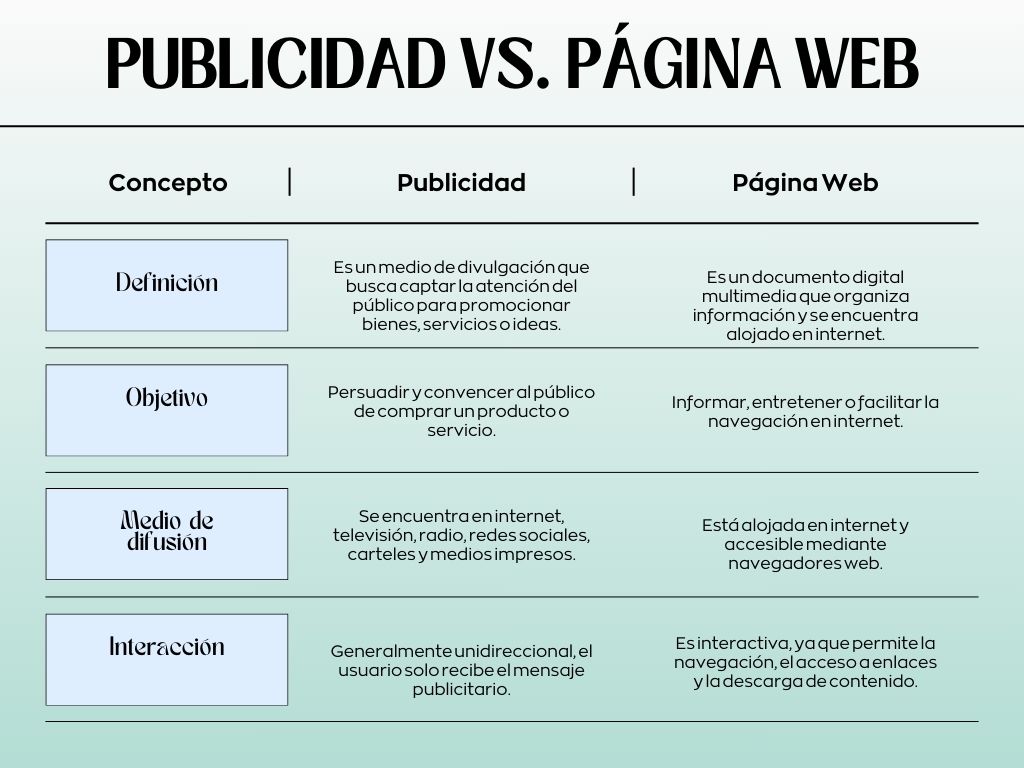 PUBLICIDAD VS. PÁGINA WEB
Concepto | Publicidad | Página Web
Definición
Es un medio de divulgación que
busca captar la atención del
público para promocionar
bienes, servicios o ideas.
Es un documento digital
multimedia que organiza
información y se encuentra
alojado en internet.
Objetivo
Persuadir y convencer al público
de comprar un producto o
servicio.
Informar, entretener o facilitar la
navegación en internet.
Medio de
difusión
Se encuentra en internet,
televisión, radio, redes sociales,
carteles y medios impresos.
Está alojada en internet y
accesible mediante
navegadores web.
Interacción
Generalmente unidireccional, el
usuario solo recibe el mensaje
publicitario.
Es interactiva, ya que permite la
navegación, el acceso a enlaces
y la descarga de contenido.